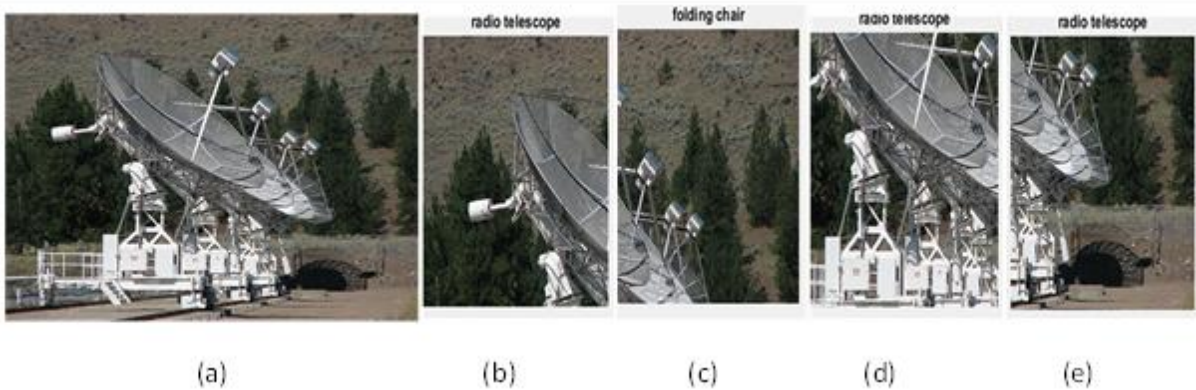 radio telescope
folding chair
radio telescope
radio telescope
(a)
(b)
(c)
(d)
(e)